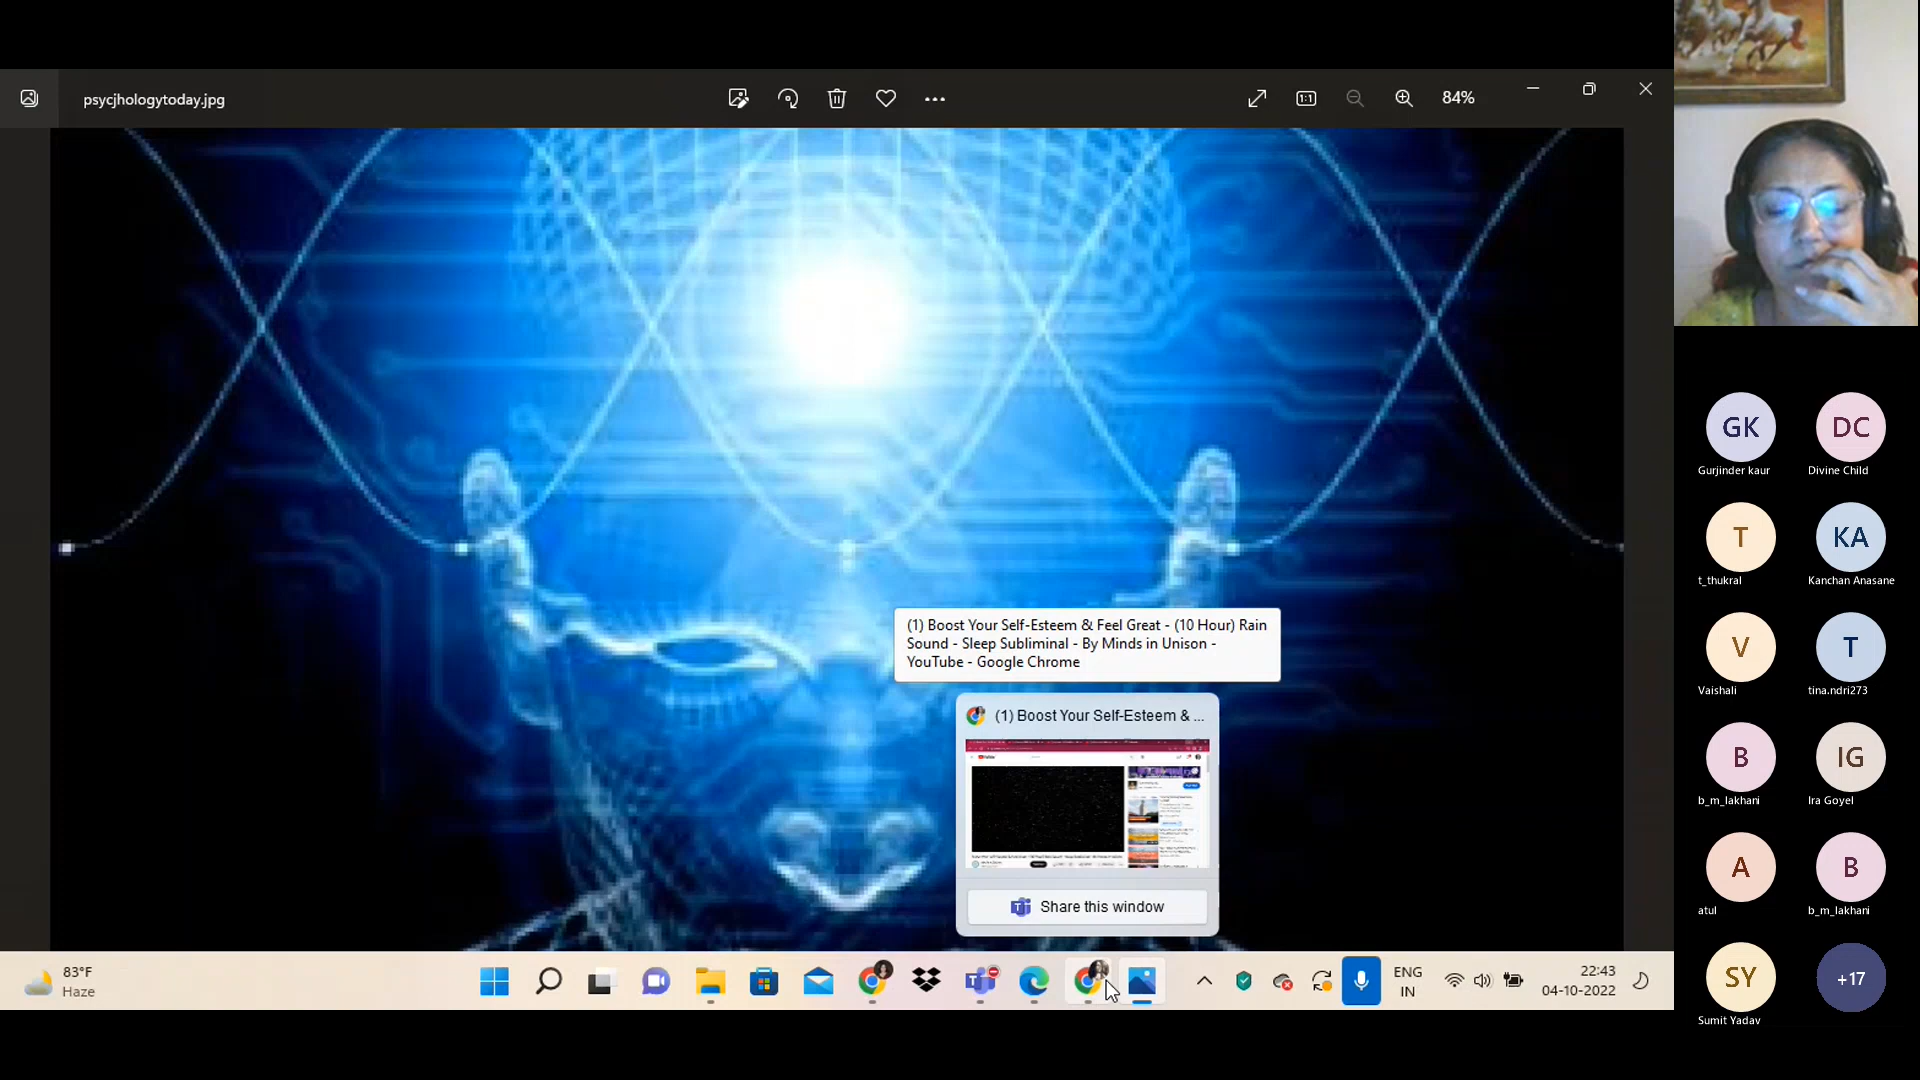 psycjhologytoday.jpg
84%
(1) Boost Your Self-Esteem & Feel Great - (10 Hour) Rain
Sound - Sleep Subliminal - By Minds in Unison -
YouTube - Google Chrome
(1) Boost Your Self-Esteem & ...
Share this window
83°F
Haze
ENG
IN
22:43
04-10-2022
GK
DC
Gurjinder kaur
Divine Child
T
KA
t_thukral
Kanchan Anasane
V
T
Vaishali
tina.ndri273
B
IG
b_m_lakhani
Ira Goyel
A
B
atul
b_m_lakhani
SY
+17
Sumit Yadav